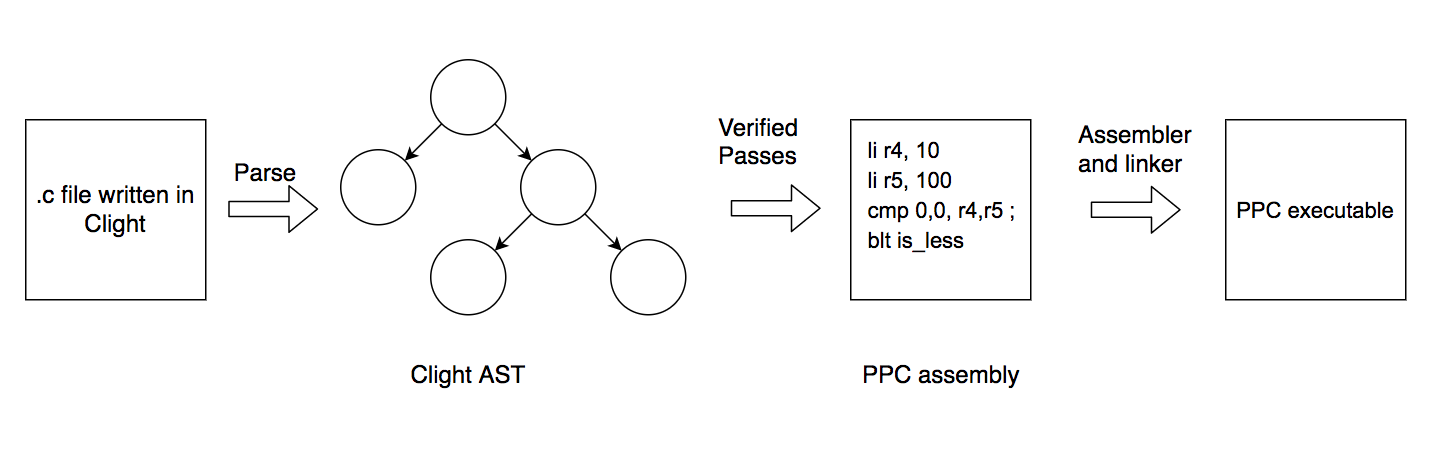 .c file written in
Clight
Parse
Clight AST
Verified
Passes
li r4, 10
li r5, 100
cmp 0,0, r4,r5 ;
blt is_less
PPC assembly
Assembler
and linker
PPC executable